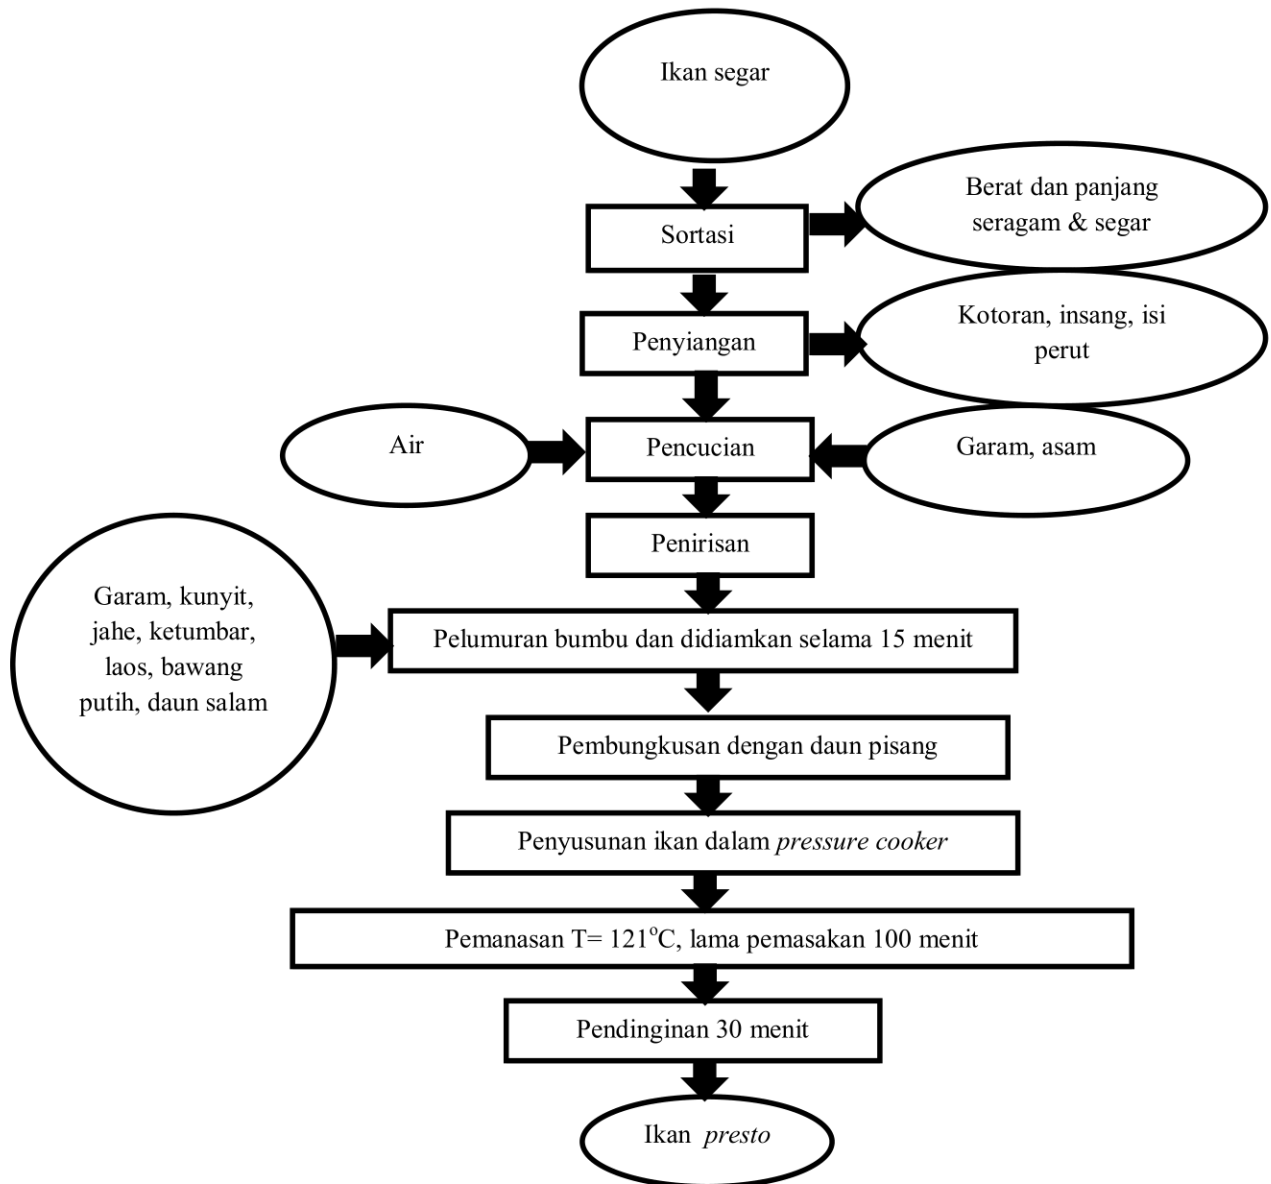 Ikan segar
Berat dan panjang
seragam & segar
Sortasi
Kotoran, insang, isi
perut
Penyiangan
Air
Pencucian
Garam, asam
Penirisan
Garam, kunyit,
jahe, ketumbar,
laos, bawang
putih, daun salam
Pelumuran bumbu dan didiamkan selama 15 menit
Pembungkusan dengan daun pisang
Penyusunan ikan dalam pressure cooker
Pemanasan T= 121°C, lama pemasakan 100 menit
Pendinginan 30 menit
Ikan presto